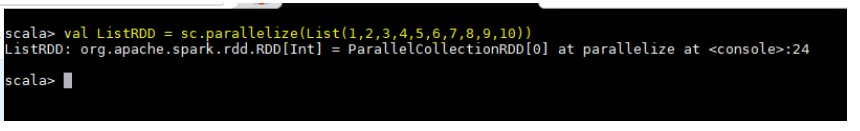 scala> val ListRDD = sc.parallelize(List(1,2,3,4,5,6,7,8,9,10))
ListRDD: org.apache.spark.rdd.RDD[Int] = ParallelCollectionRDD[0] at parallelize at <console>:24
scala>